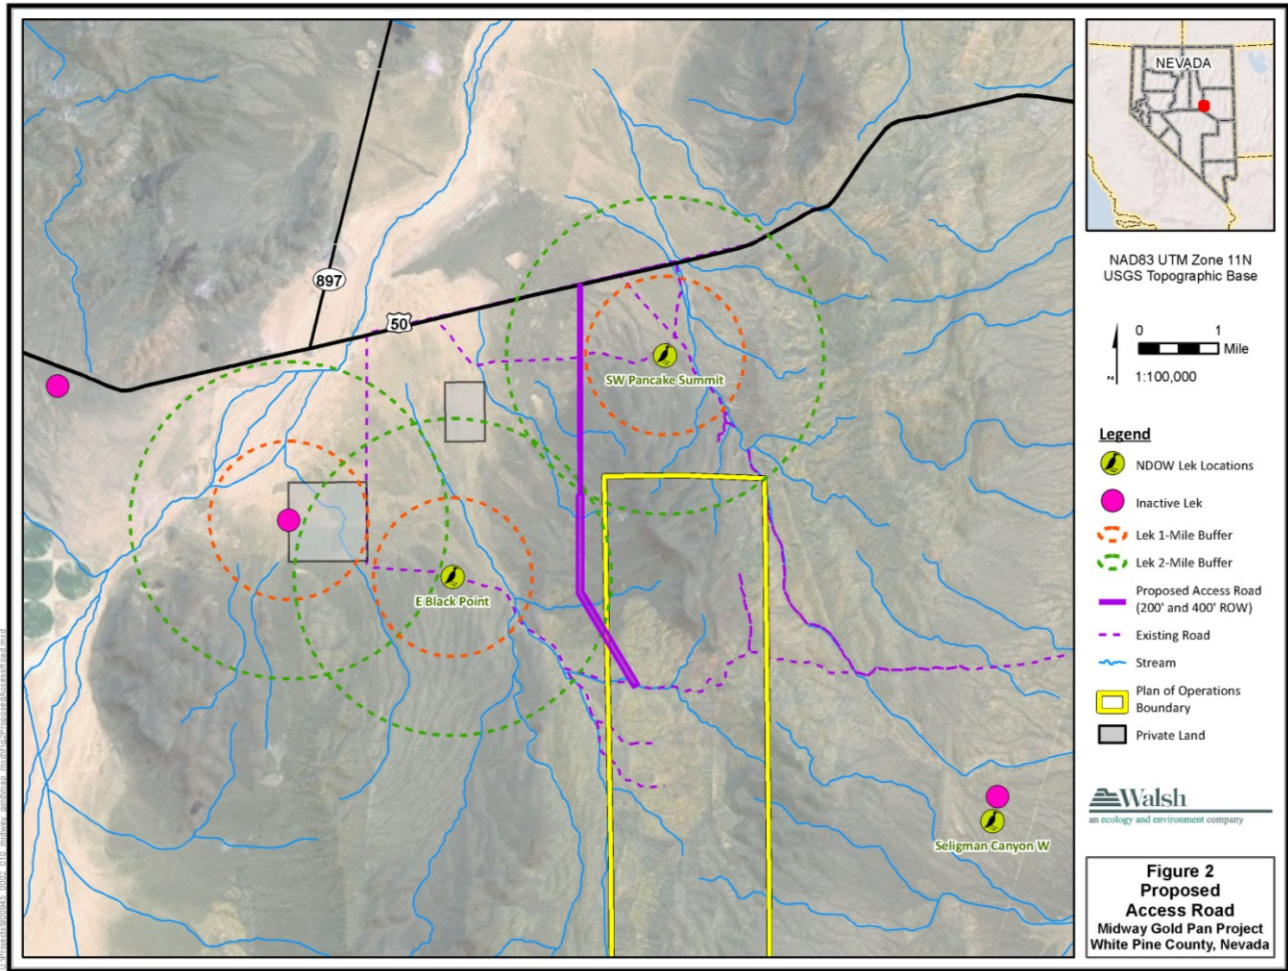 897
50
SW Pancake Summit
E Black Point
Seligman Canyon W
NEVADA
NAD83 UTM Zone 11N
USGS Topographic Base
0 1
Mile
1:100,000
N
Legend
NDOW Lek Locations
Inactive Lek
Lek 1-Mile Buffer
Lek 2-Mile Buffer
Proposed Access Road
(200' and 400' ROW)
Existing Road
Stream
Plan of Operations
Boundary
Private Land
Walsh
an ecology and environment company
Figure 2
Proposed
Access Road
Midway Gold Pan Project
White Pine County, Nevada